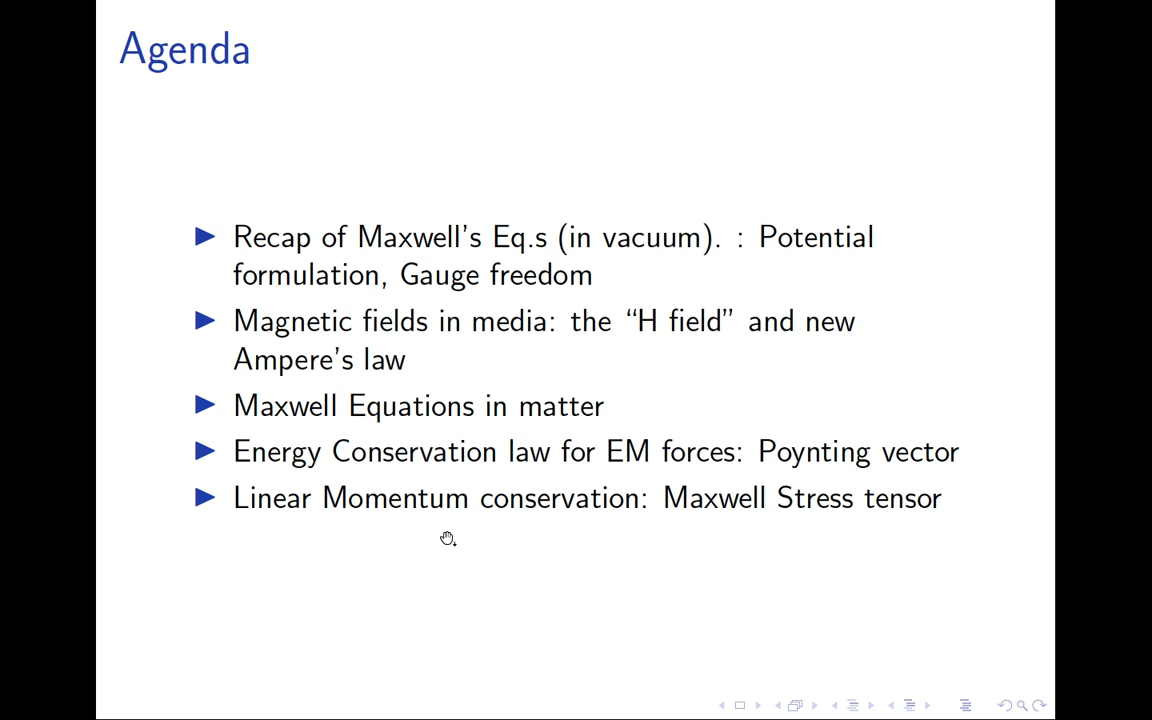 Agenda
Recap of Maxwell's Eq.s (in vacuum). : Potential
formulation, Gauge freedom
Magnetic fields in media: the “H field” and new
Ampere's law
Maxwell Equations in matter
Energy Conservation law for EM forces: Poynting vector
Linear Momentum conservation: Maxwell Stress tensor